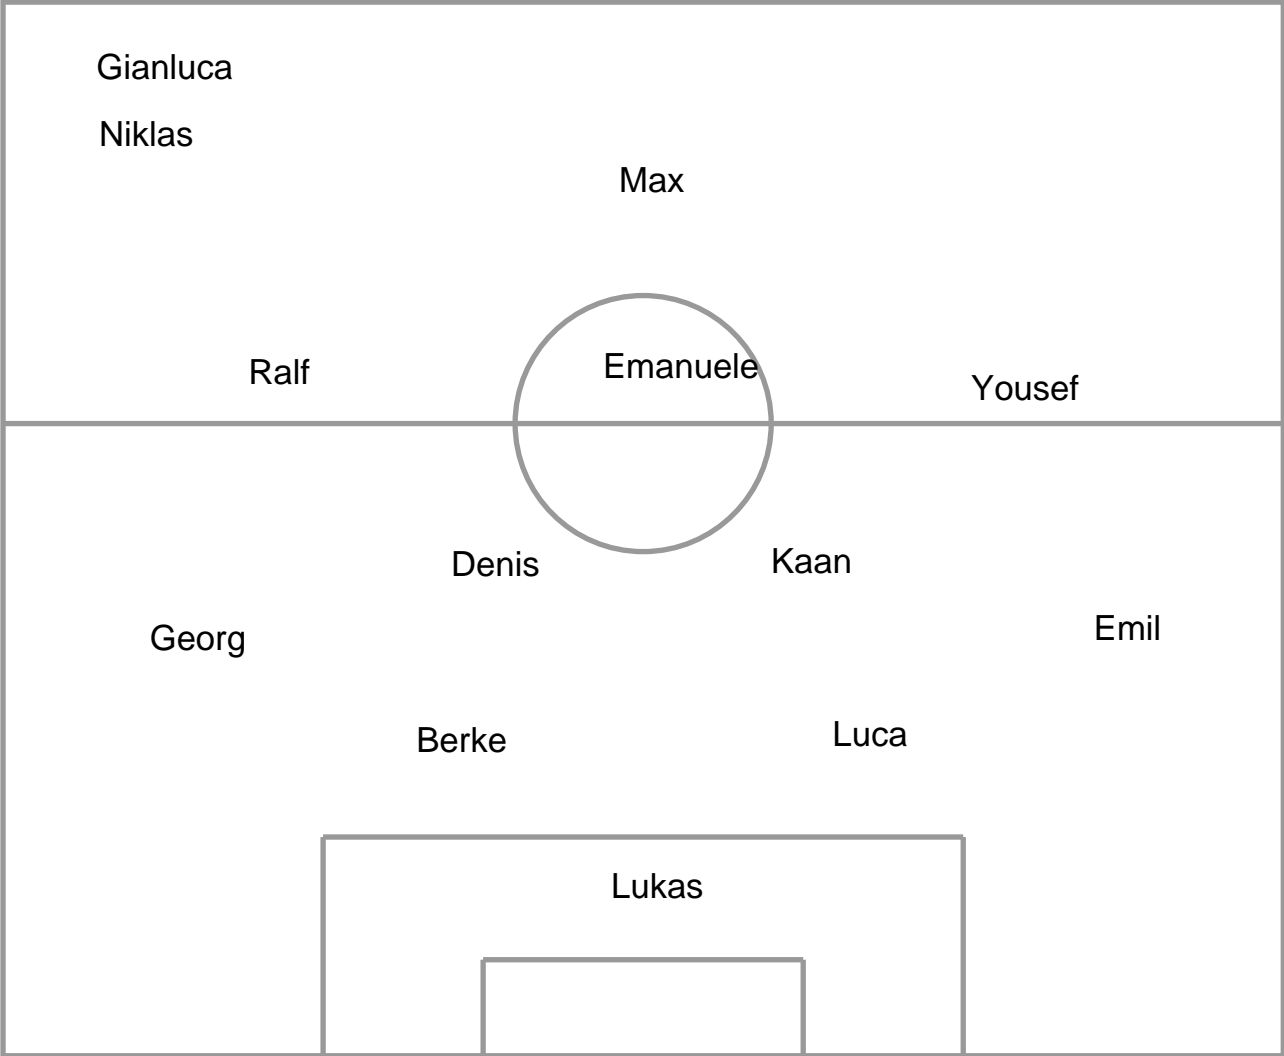 Gianluca
Niklas
Max
Ralf
Emanuele
Yousef
Denis
Kaan
Georg
Emil
Berke
Luca
Lukas